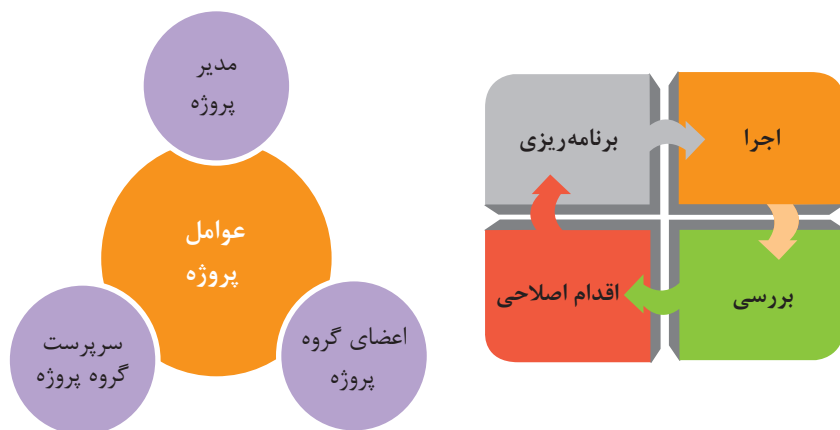 مدیر
پروژه
عوامل
پروژه
سرپرست
گروه پروژه
اعضای گروه
پروژه
برنامه‌ریزی
اجرا
بررسی
اقدام اصلاحی